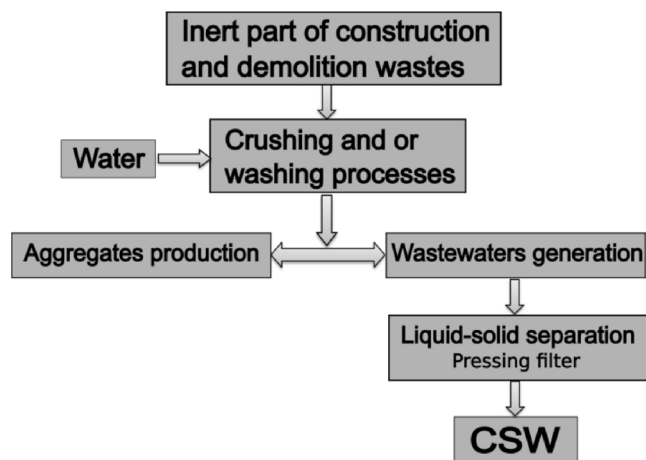 Inert part of construction
and demolition wastes
Water
Crushing and or
washing processes
Aggregates production
Wastewaters generation
Liquid-solid separation
Pressing filter
CSW